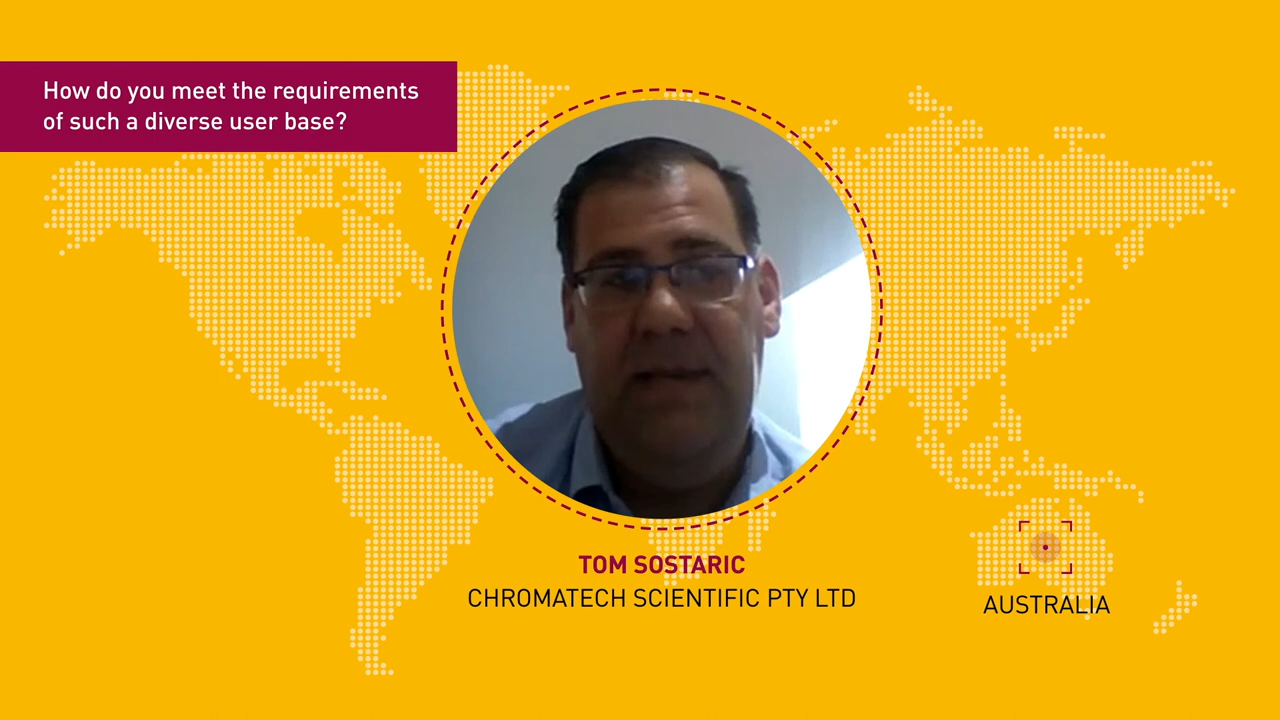 How do you meet the requirements
of such a diverse user base?
TOM SOSTARIC
CHROMATECH SCIENTIFIC PTY LTD
AUSTRALIA